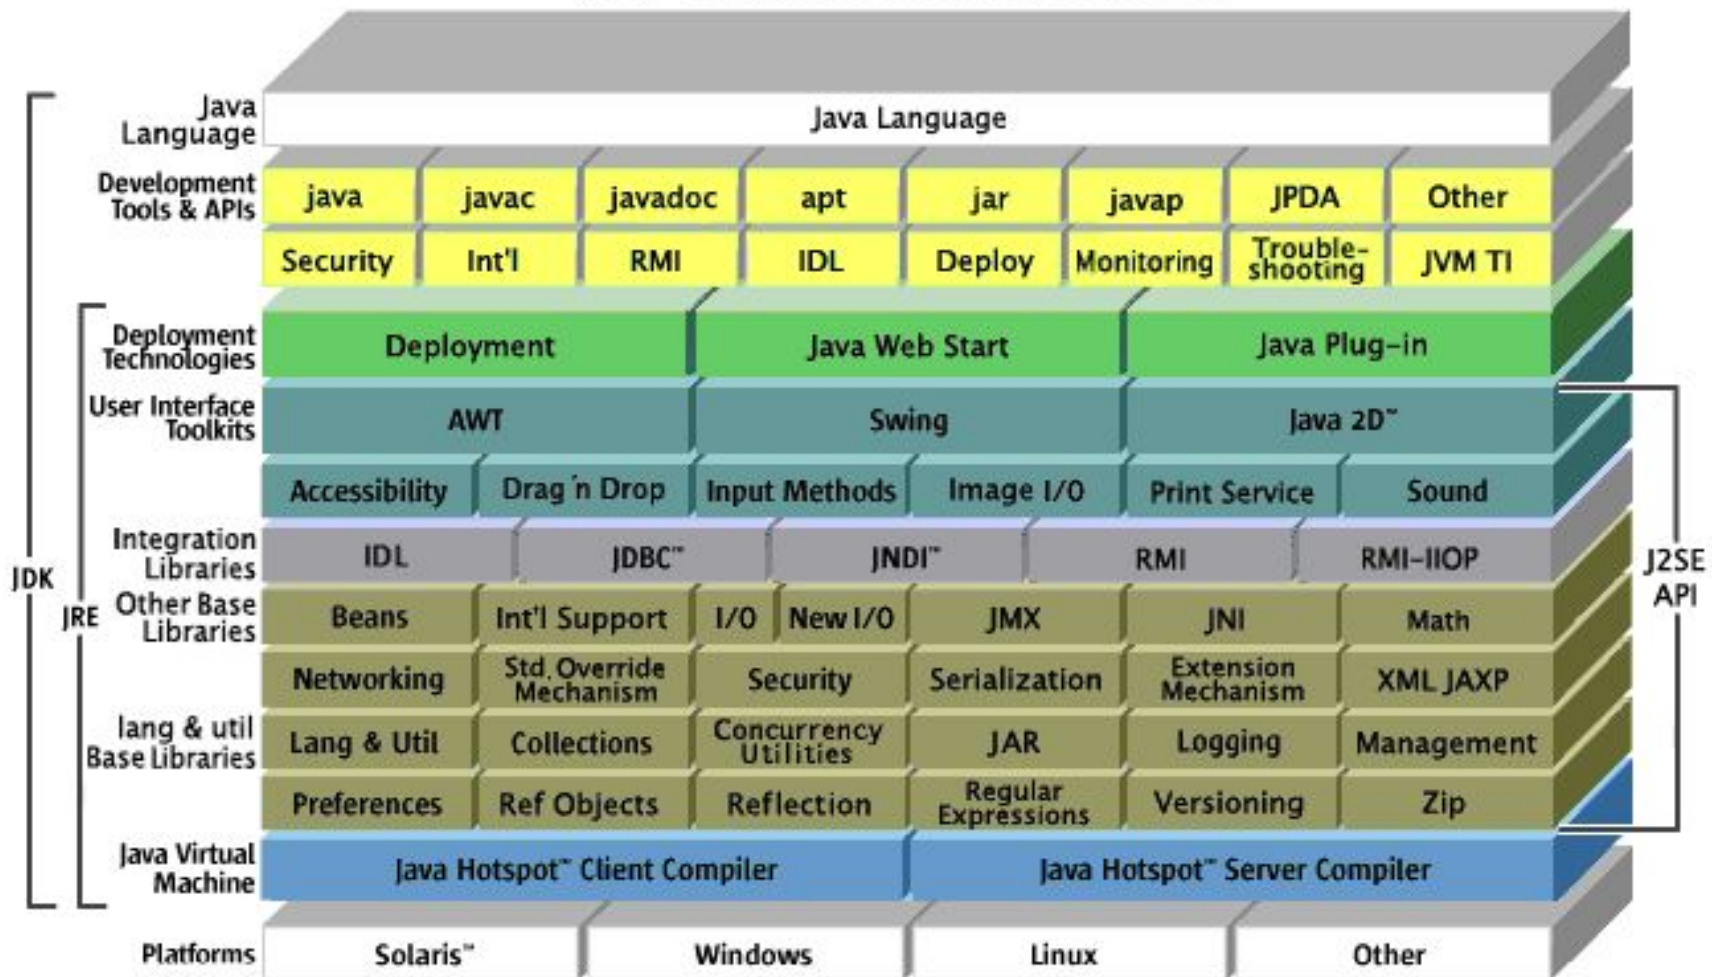 Java
Language
Java Language
Development
Tools & APIs
java
javac
javadoc
apt
jar
javap
JPDA
Other
Security
Int'l
RMI
IDL
Deploy
Monitoring
Trouble-
shooting
JVM TI
Deployment
Technologies
Deployment
Java Web Start
Java Plug-in
User Interface
Toolkits
AWT
Swing
Java 2D™
Accessibility
Drag 'n Drop
Input Methods
Image I/O
Print Service
Sound
Integration
Libraries
IDL
JDBC™
JNDI™
RMI
RMI-IIOP
JDK
JRE
J2SE
API
Other Base
Libraries
Beans
Int'l Support
I/O
New I/O
JMX
JNI
Math
Networking
Std. Override
Mechanism
Security
Serialization
Extension
Mechanism
XML JAXP
lang & util
Base Libraries
Lang & Util
Collections
Concurrency
Utilities
JAR
Logging
Management
Preferences
Ref Objects
Reflection
Regular
Expressions
Versioning
Zip
Java Virtual
Machine
Java Hotspot™ Client Compiler
Java Hotspot™ Server Compiler
Platforms
Solaris™
Windows
Linux
Other